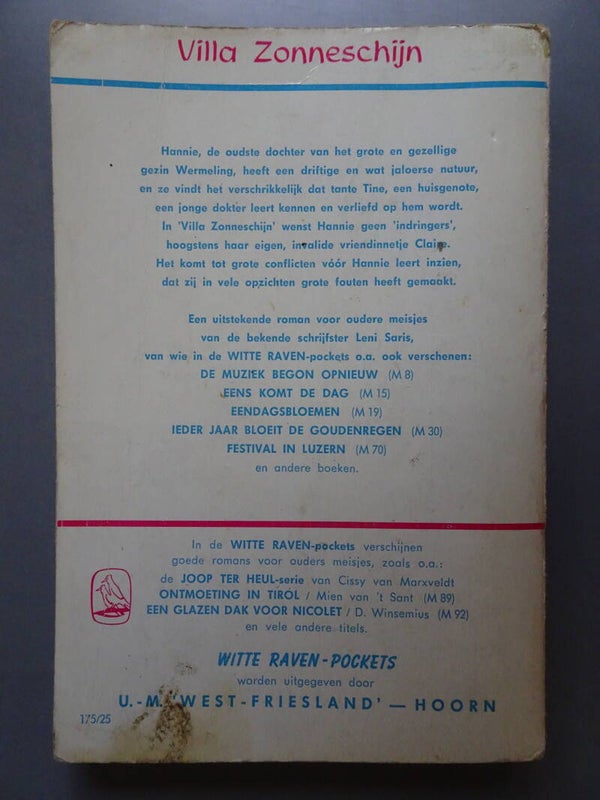 Villa Zonneschijn
Hannie, de oudste dochter van het grote en gezellige
gezin Wermeling, heeft een driftige en wat jaloerse natuur,
en ze vindt het verschrikkelijk dat tante Tine, een huisgenote,
een jonge dokter leert kennen en verliefd op hem wordt.
In 'Villa Zonneschijn' wenst Hannie geen 'indringers',
hoogstens haar eigen, invalide vriendinnetje Claire.
Het komt tot grote conflicten vóór Hannie leert inzien,
dat zij in vele opzichten grote fouten heeft gemaakt.
Een uitstekende roman voor oudere meisjes
van de bekende schrijfster Leni Saris,
van wie in de WITTE RAVEN-pockets o.a. ook verschenen:
DE MUZIEK BEGON OPNIEUW (M 8)
EENS KOMT DE DAG (M 15)
EENDAGSBLOEMEN (M 19)
IEDER JAAR BLOEIT DE GOUDENREGEN (M 30)
FESTIVAL IN LUZERN (M 70)
en andere boeken.
In de WITTE RAVEN-pockets verschijnen
goede romans voor ouders meisjes, zoals o.a.:
de JOOP TER HEUL-serie van Cissy van Marxveldt
ONTMOETING IN TIROL / Mien van 't Sant (M 89)
EEN GLAZEN DAK VOOR NICOLET / D. Winsemius (M 92)
en vele andere titels.
WITTE RAVEN-POCKETS
worden uitgegeven door
U.-M. 'WEST-FRIESLAND' — HOORN
175/25